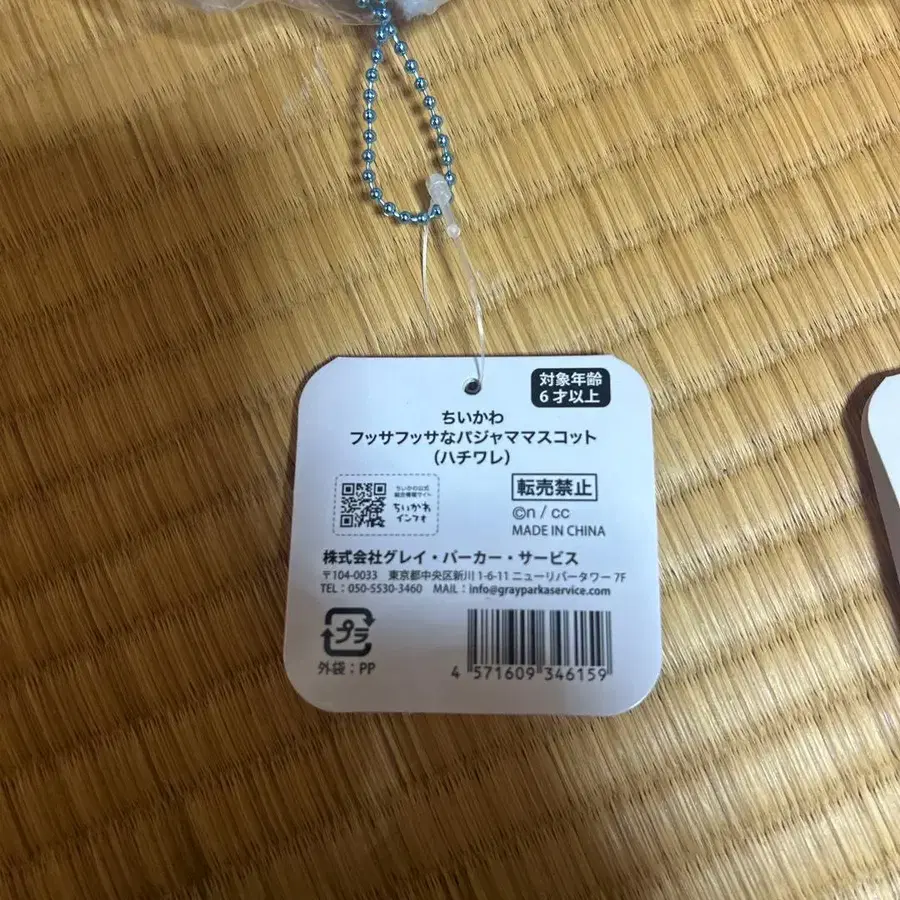 対象年齢
6才以上
ちいかわ
フッサフッサなパジャママスコット
(ハチワレ)
ちいかわ公式
総合情報サイト
ちいかわ
インフォ
転売禁止
©n / cc
MADE IN CHINA
株式会社グレイ・パーカー・サービス
〒104-0033 東京都中央区新川1-6-11 ニューリバータワー 7F
TEL：050-5530-3460 MAIL：info@grayparkaservice.com
プラ
外袋：PP
4 571609 346159